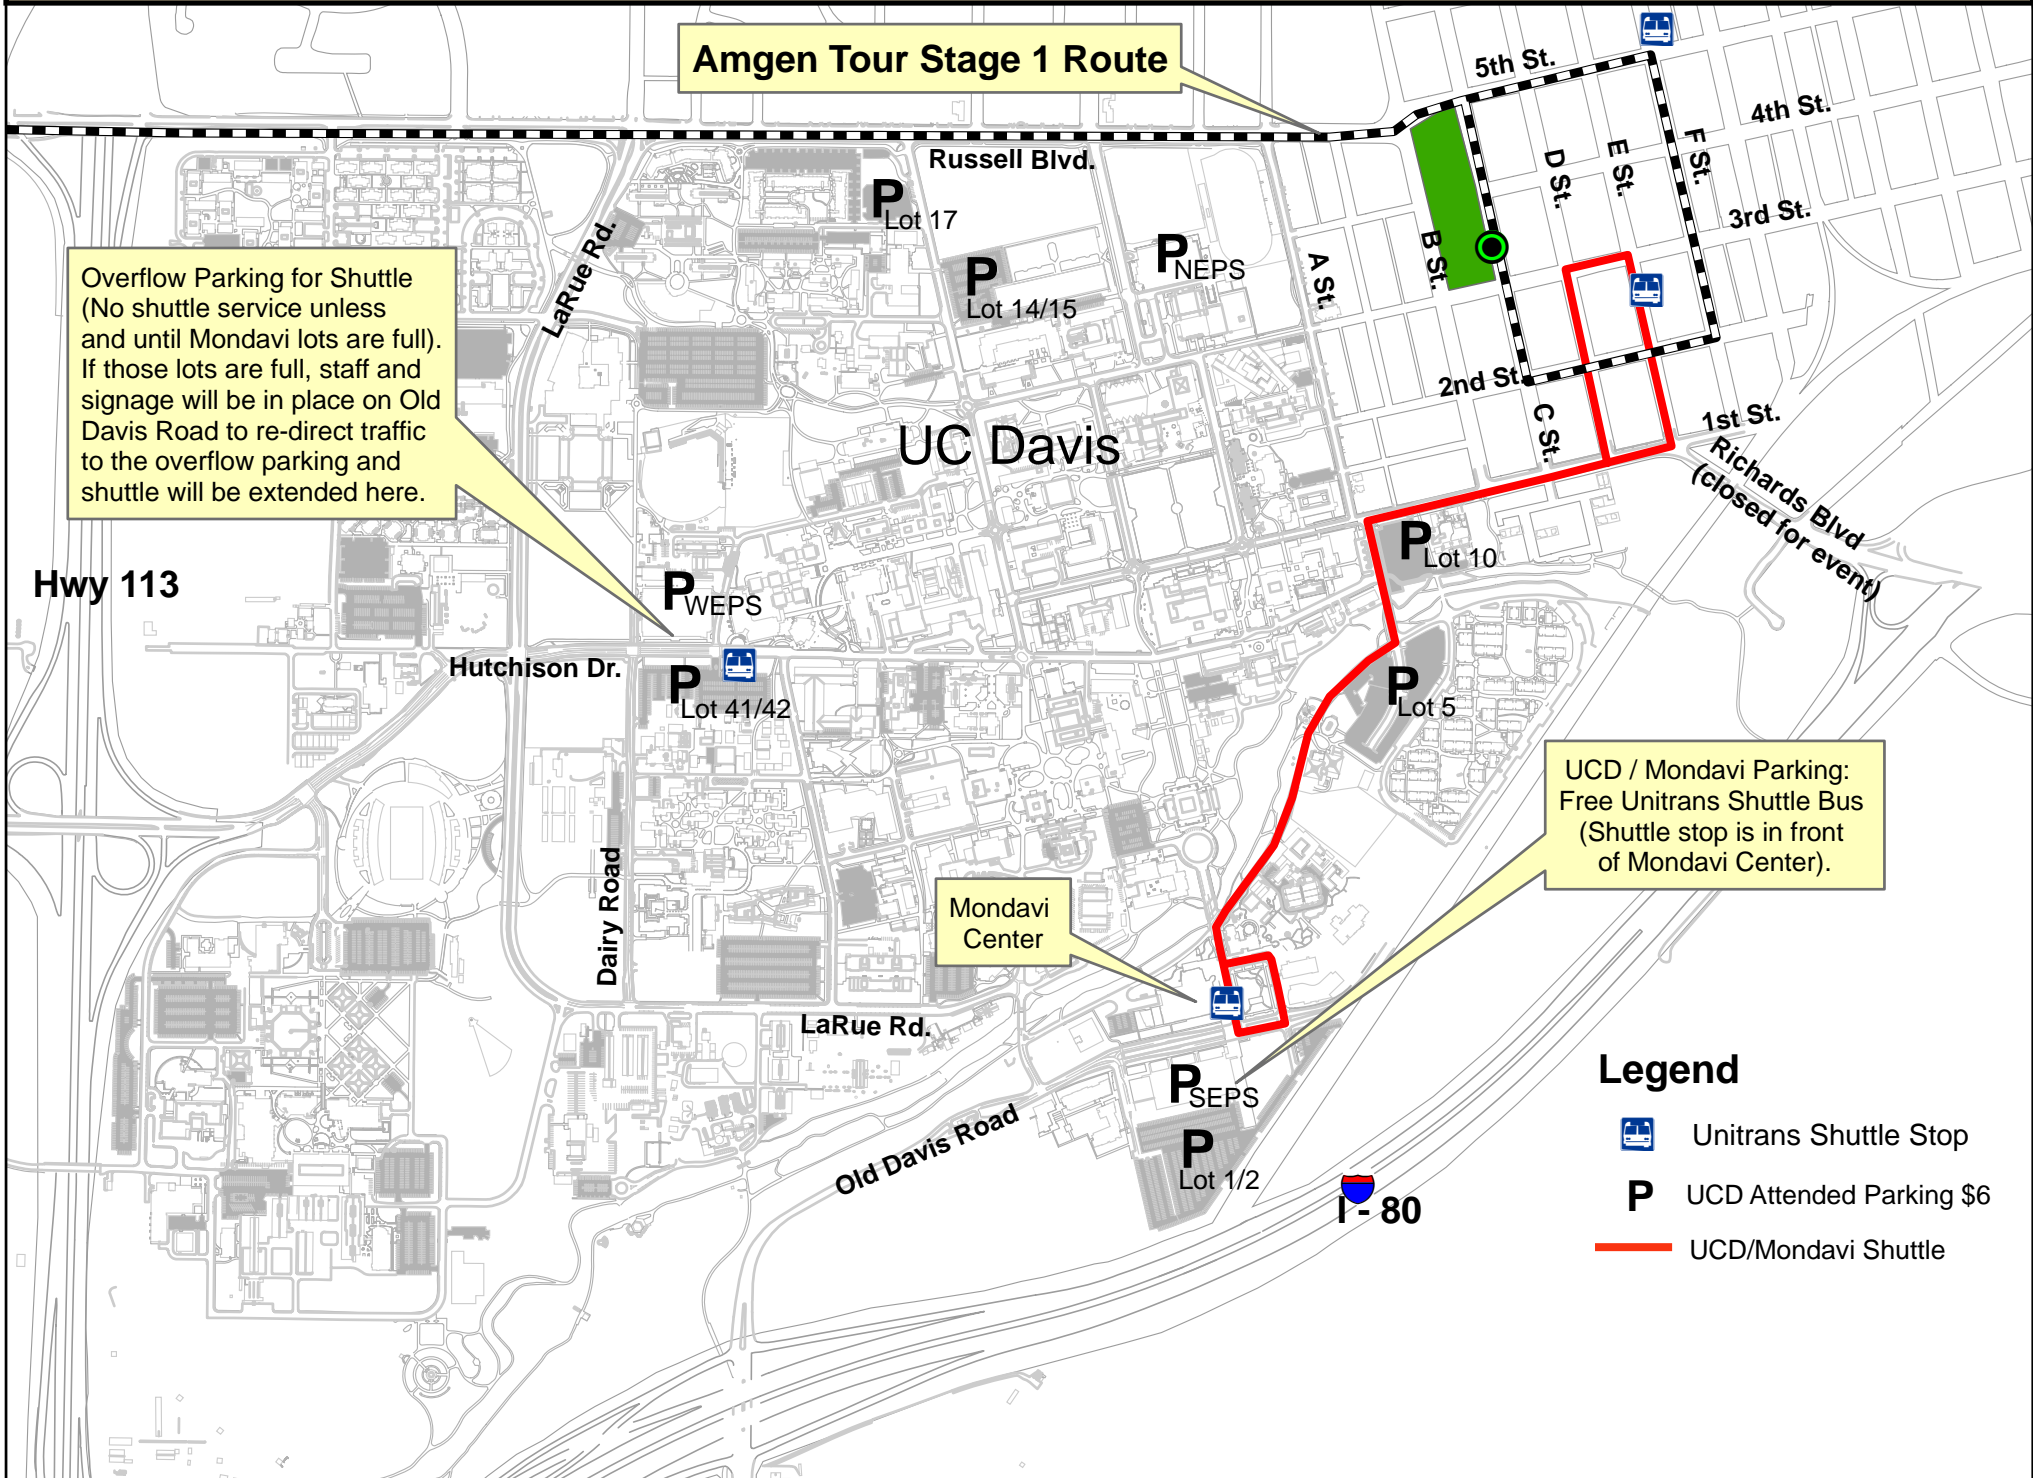 Amgen Tour Stage 1 Route
5th St.
4th St.
Russell Blvd.
D St.
E St.
F St.
Lot 17
P
3rd St.
LaRue Rd.
P
Lot 14/15
P
NEPS
A St.
B St.
Overflow Parking for Shuttle
(No shuttle service unless
and until Mondavi lots are full).
If those lots are full, staff and
signage will be in place on Old
Davis Road to re-direct traffic
to the overflow parking and
shuttle will be extended here.
2nd St.
C St.
1st St.
UC Davis
Richards Blvd
(closed for event)
P
Lot 10
Hwy 113
P
WEPS
Hutchison Dr.
P
Lot 41/42
P
Lot 5
UCD / Mondavi Parking:
Free Unitrans Shuttle Bus
(Shuttle stop is in front
of Mondavi Center).
Dairy Road
Mondavi
Center
LaRue Rd.
P
SEPS
Old Davis Road
P
Lot 1/2
I - 80
Legend
Unitrans Shuttle Stop
P UCD Attended Parking $6
UCD/Mondavi Shuttle